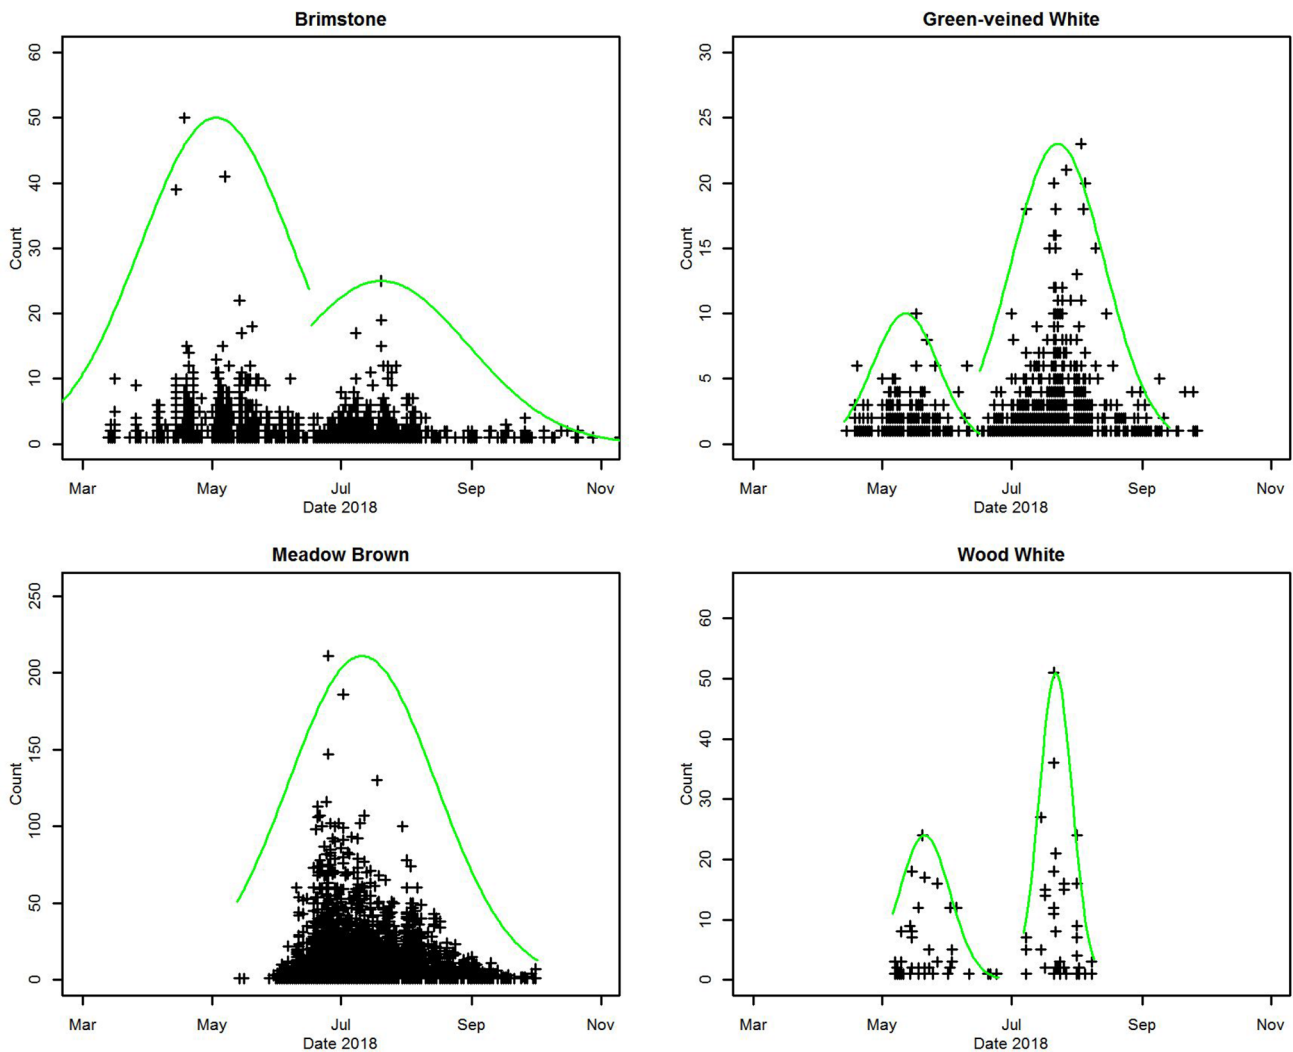 Brimstone
60
50
40
30
20
10
0
Count
Mar May Jul Sep Nov
Date 2018
Green-veined White
30
25
20
15
10
5
0
Count
Mar May Jul Sep Nov
Date 2018
Meadow Brown
250
200
150
100
50
0
Count
Mar May Jul Sep Nov
Date 2018
Wood White
60
50
40
30
20
10
0
Count
Mar May Jul Sep Nov
Date 2018